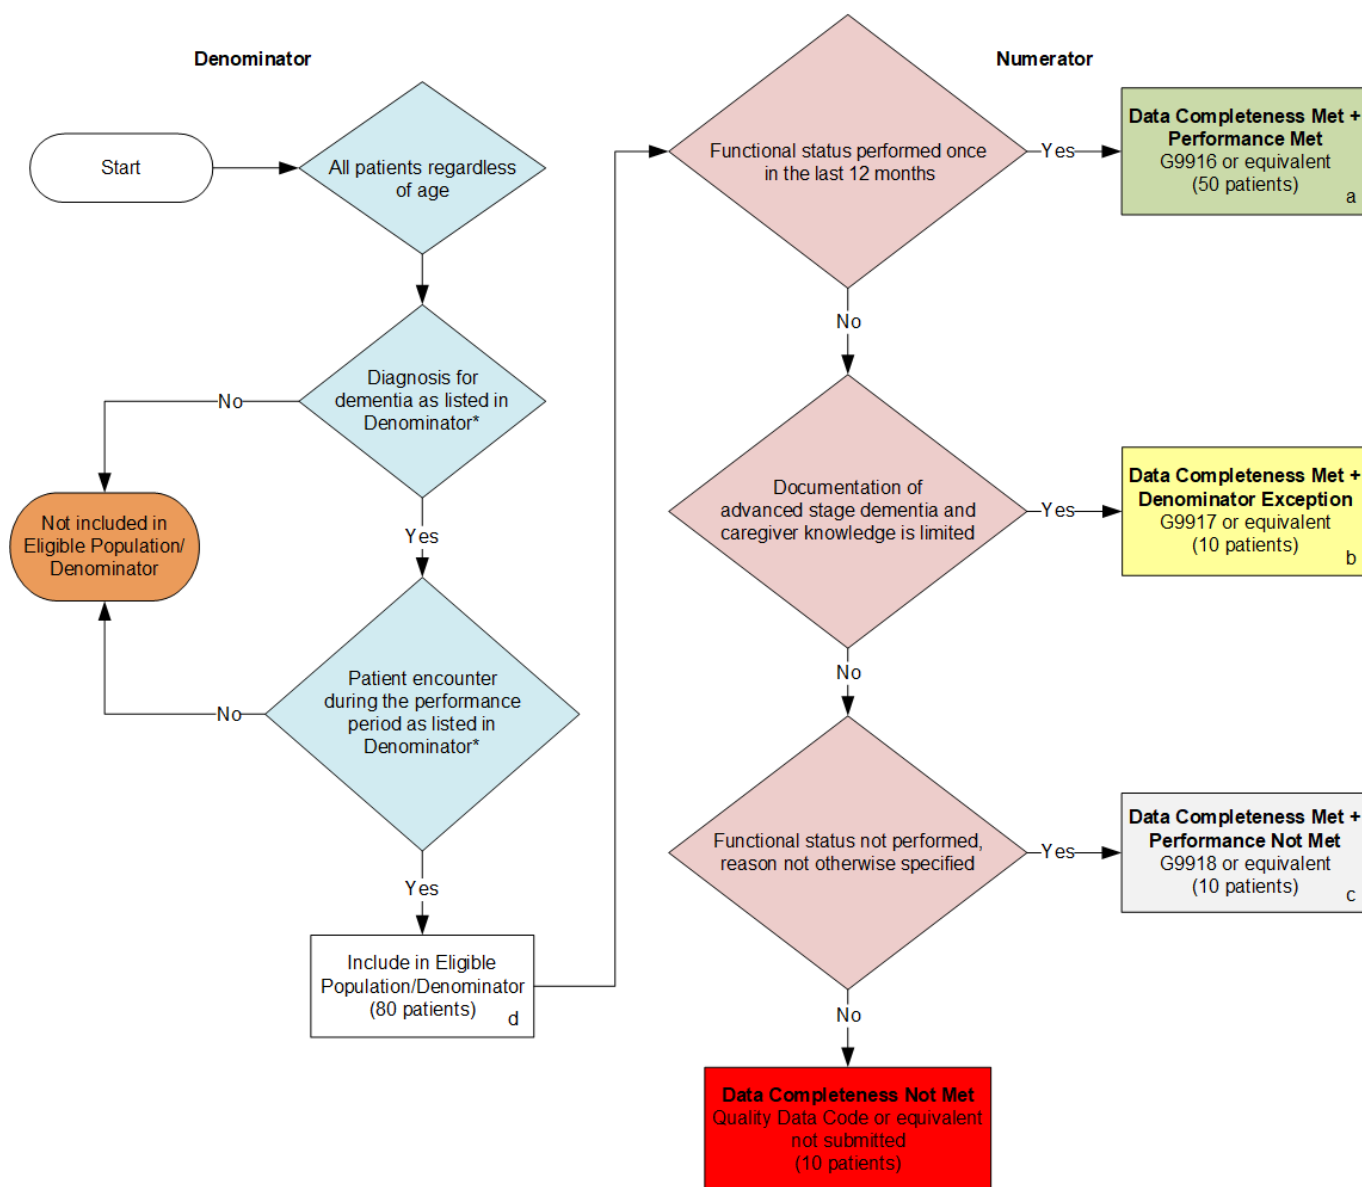 Denominator
Start
All patients regardless
of age
Diagnosis for
dementia as listed in
Denominator*
No
Not included in
Eligible Population/
Denominator
Yes
Patient encounter
during the performance
period as listed in
Denominator*
No
Yes
Include in Eligible
Population/Denominator
(80 patients)
d
Numerator
Functional status performed once
in the last 12 months
Yes
Data Completeness Met +
Performance Met
G9916 or equivalent
(50 patients)
a
No
Documentation of
advanced stage dementia and
caregiver knowledge is limited
Yes
Data Completeness Met +
Denominator Exception
G9917 or equivalent
(10 patients)
b
No
Functional status not performed,
reason not otherwise specified
Yes
Data Completeness Met +
Performance Not Met
G9918 or equivalent
(10 patients)
c
No
Data Completeness Not Met
Quality Data Code or equivalent
not submitted
(10 patients)